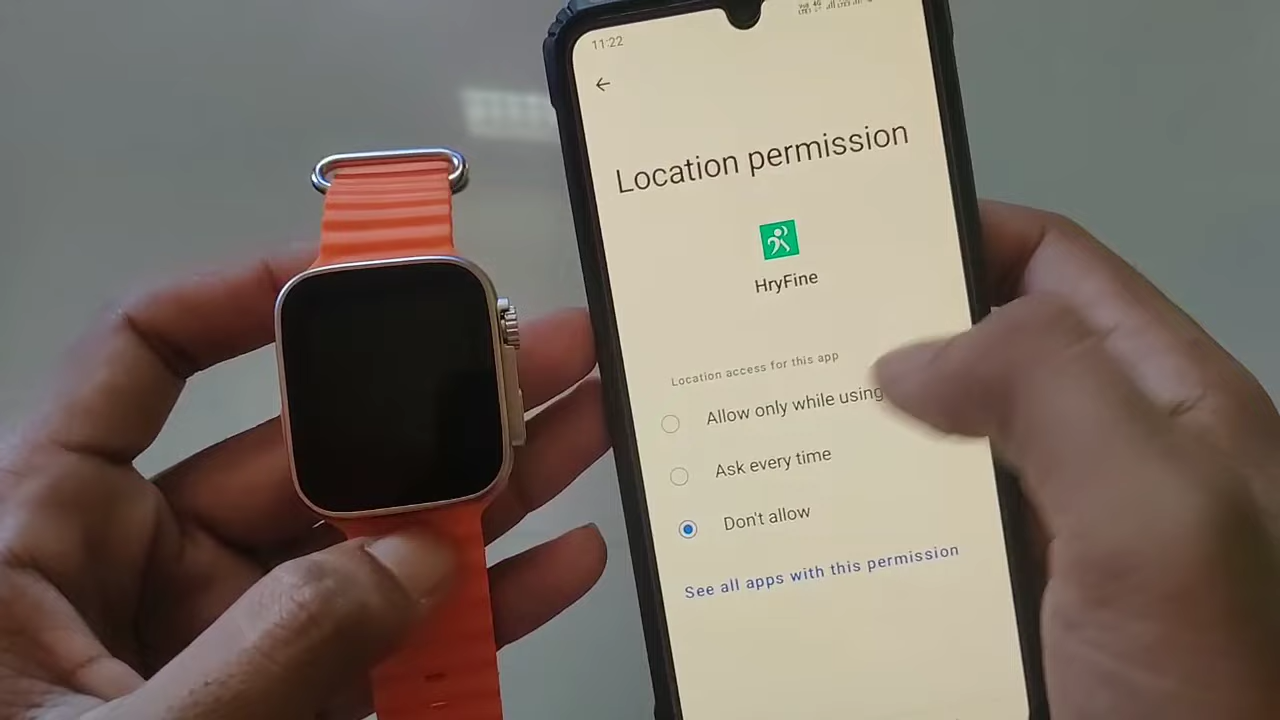 11:22
Location permission
HryFine
Location access for this app
Allow only while using
Ask every time
Don't allow
See all apps with this permission